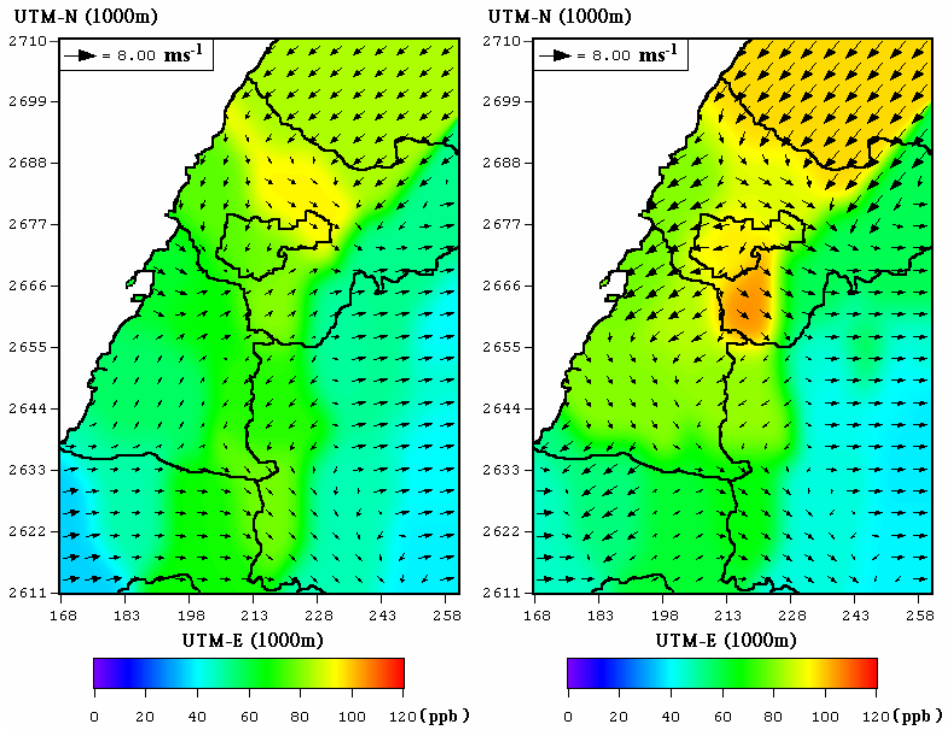 UTM-N (1000m) UTM-N (1000m)
= 8.00 ms-1 = 8.00 ms-1
2710 2710
2699 2699
2688 2688
2677 2677
2666 2666
2655 2655
2644 2644
2633 2633
2622 2622
2611 2611
168 183 198 213 228 243 258 168 183 198 213 228 243 258
UTM-E (1000m) UTM-E (1000m)
0 20 40 60 80 100 120 (ppb) 0 20 40 60 80 100 120 (ppb)